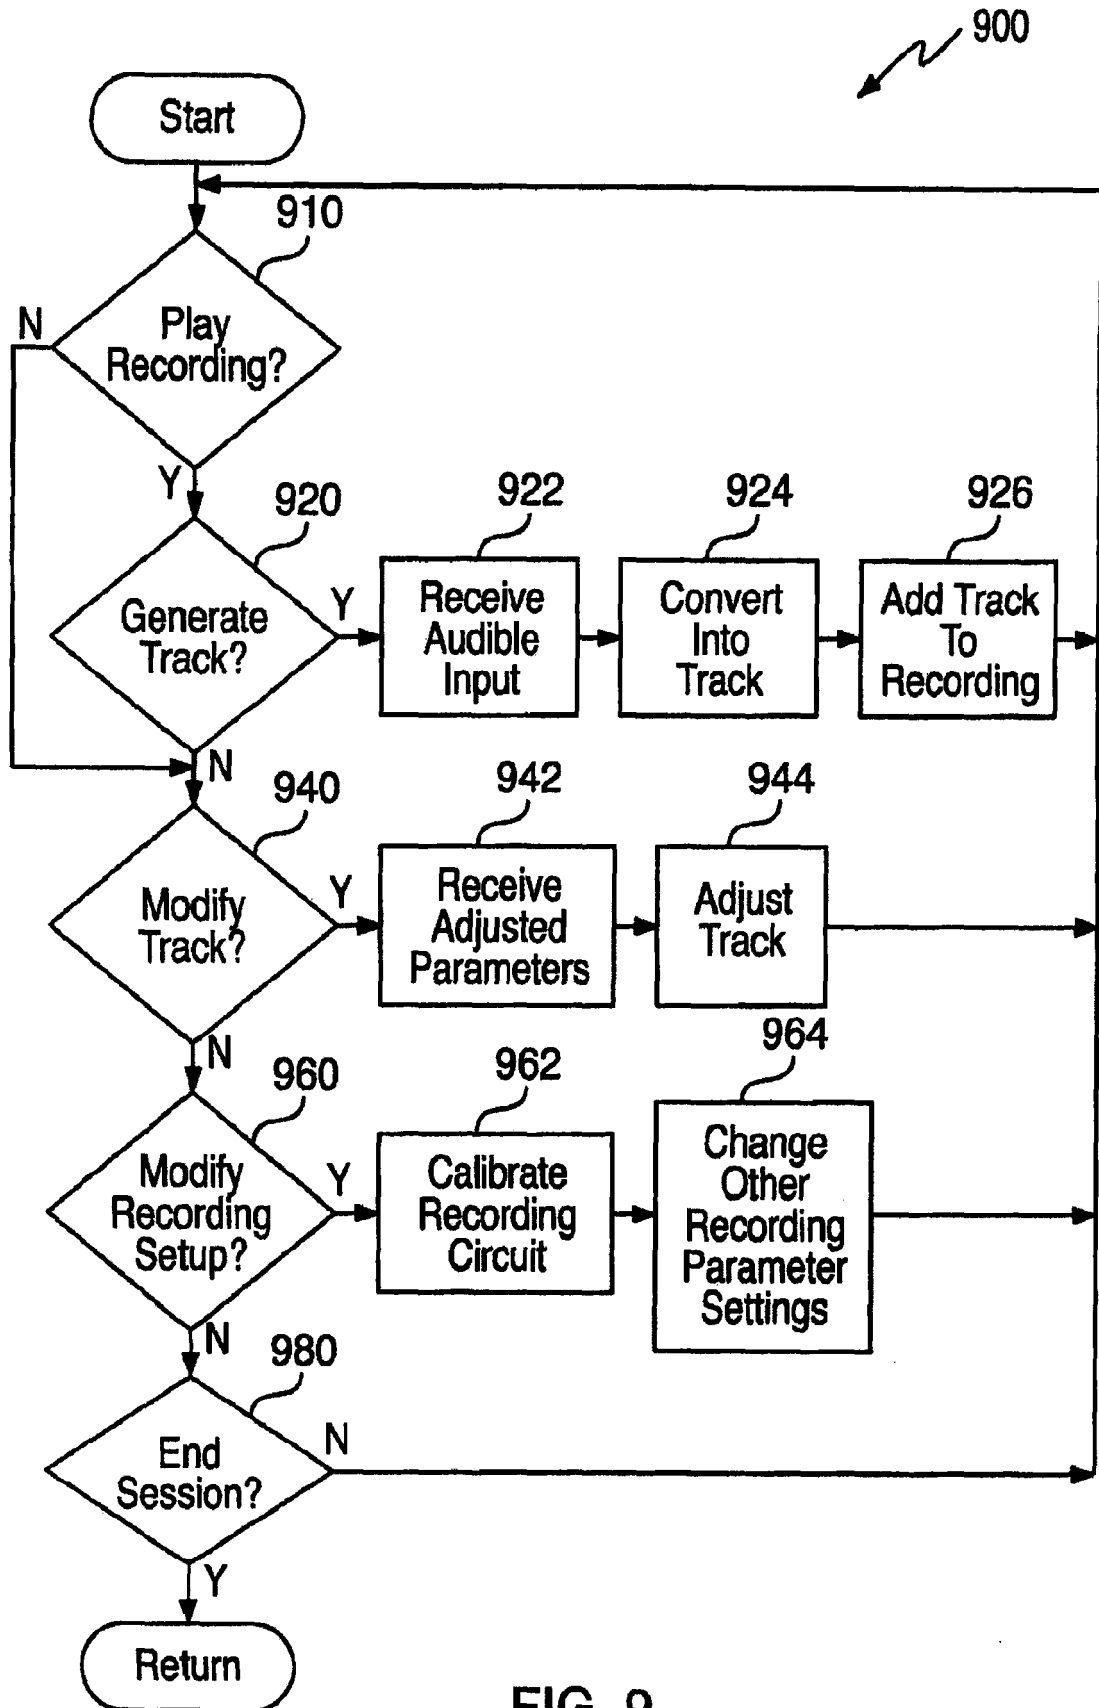 900
Start
910
N
Play
Recording?
Y
920
922
924
926
Generate
Track?
Y
Receive
Audible
Input
Convert
Into
Track
Add Track
To
Recording
N
940
942
944
Modify
Track?
Y
Receive
Adjusted
Parameters
Adjust
Track
N
960
962
964
Modify
Recording
Setup?
Y
Calibrate
Recording
Circuit
Change
Other
Recording
Parameter
Settings
N
980
End
Session?
N
Y
Return
FIG. 9